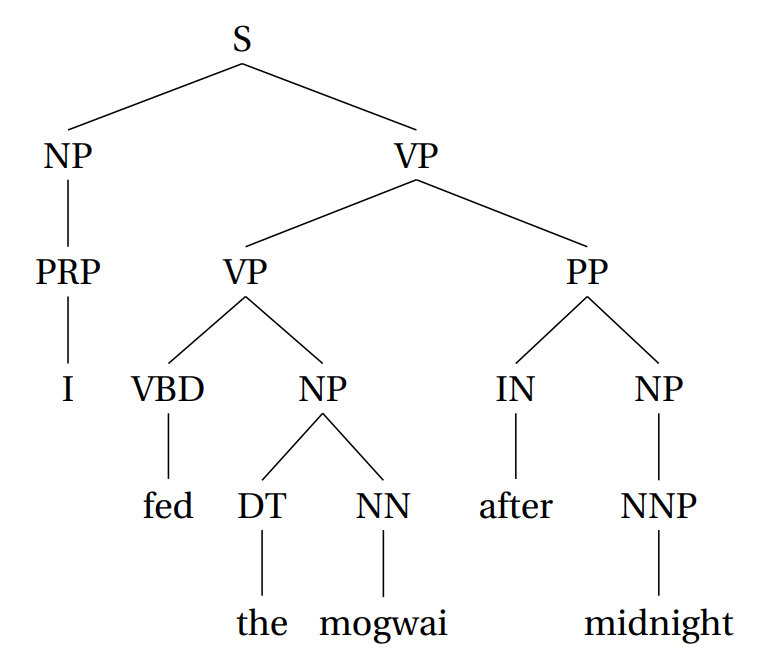 S
NP VP
PRP VP PP
I VBD NP IN NP
fed DT NN after NNP
the mogwai midnight